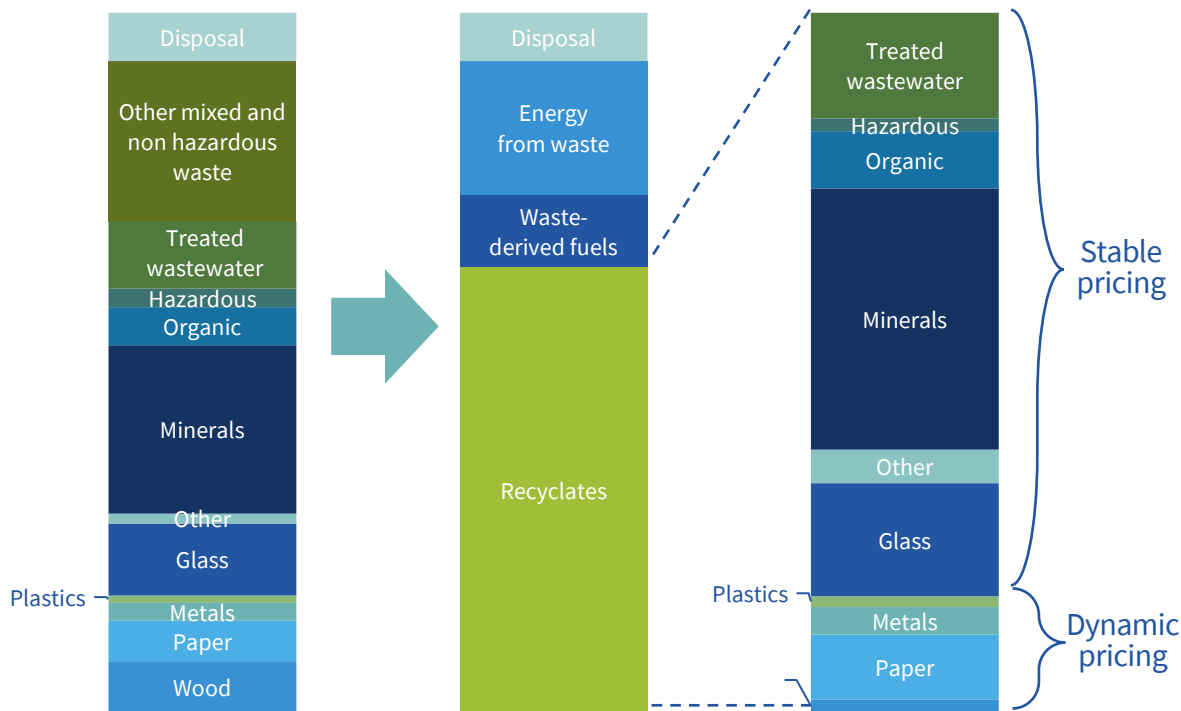 Disposal
Other mixed and
non hazardous
waste
Treated
wastewater
Hazardous
Organic
Minerals
Other
Glass
Plastics
Metals
Paper
Wood
Disposal
Energy
from waste
Waste-
derived fuels
Recyclates
Treated
wastewater
Hazardous
Organic
Minerals
Other
Glass
Plastics
Metals
Paper
Stable
pricing
Dynamic
pricing